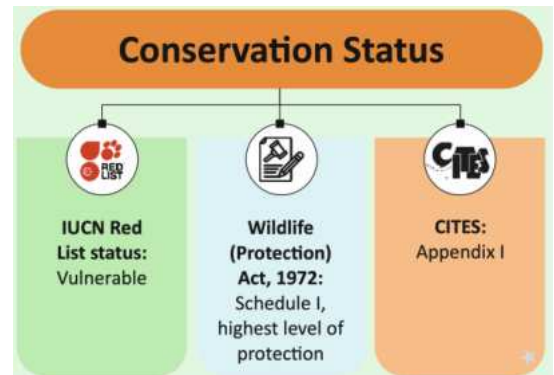 Conservation Status
RED
LIST
CITES
IUCN Red
List status:
Vulnerable
Wildlife
(Protection)
Act, 1972:
Schedule I,
highest level of
protection
CITES:
Appendix I